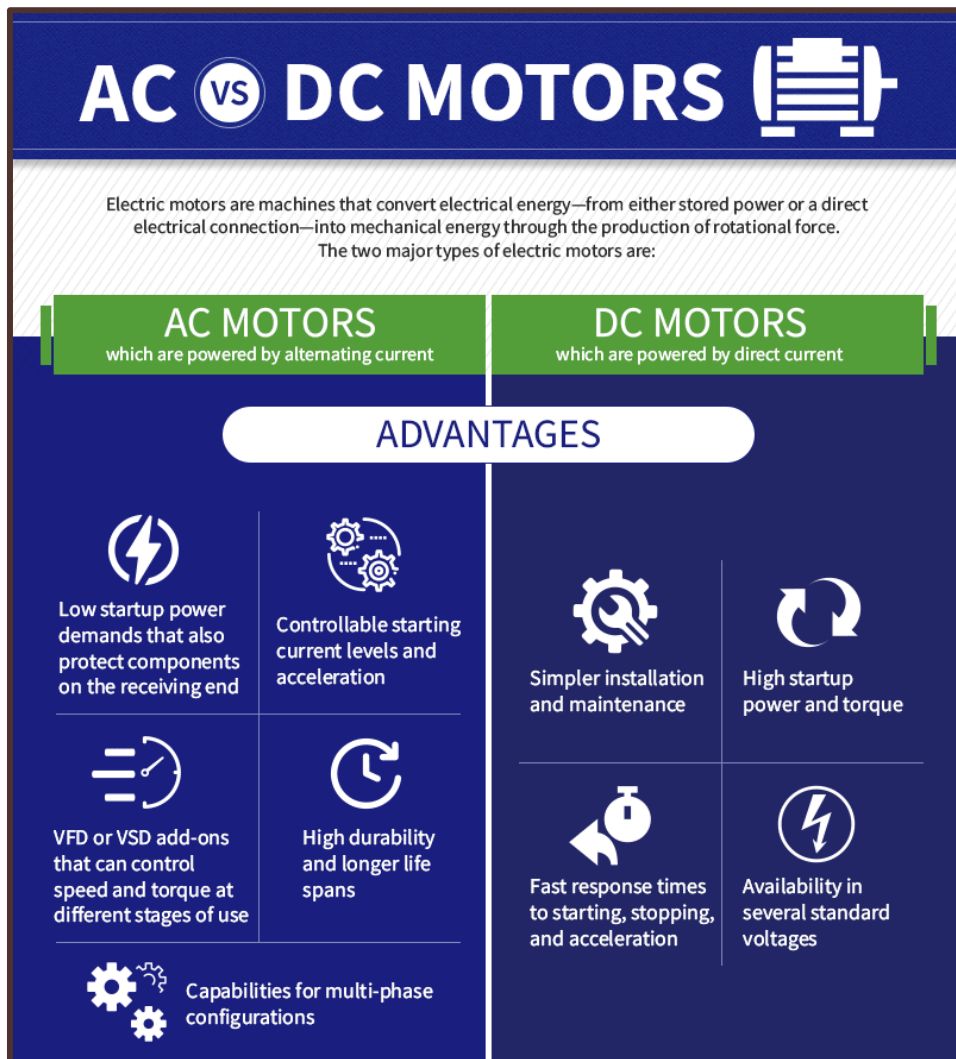 AC VS DC MOTORS
Electric motors are machines that convert electrical energy—from either stored power or a direct
electrical connection—into mechanical energy through the production of rotational force.
The two major types of electric motors are:
AC MOTORS
which are powered by alternating current
DC MOTORS
which are powered by direct current
ADVANTAGES
Low startup power
demands that also
protect components
on the receiving end
Controllable starting
current levels and
acceleration
VFD or VSD add-ons
that can control
speed and torque at
different stages of use
High durability
and longer life
spans
Capabilities for multi-phase
configurations
Simpler installation
and maintenance
High startup
power and torque
Fast response times
to starting, stopping,
and acceleration
Availability in
several standard
voltages